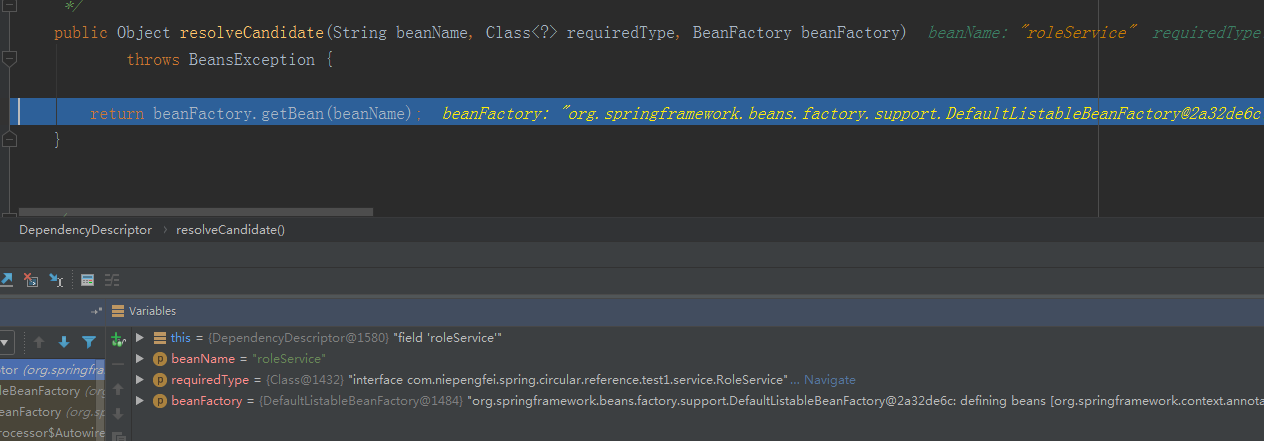 */
public Object resolveCandidate(String beanName, Class<?> requiredType, BeanFactory beanFactory) beanName: "roleService" requiredType
throws BeansException {
return beanFactory.getBean(beanName); beanFactory: "org.springframework.beans.factory.support.DefaultListableBeanFactory@2a32de6c
}
DependencyDescriptor › resolveCandidate()
Variables
this = {DependencyDescriptor@1580} "field 'roleService'"
beanName = "roleService"
tor (org.springfra
requiredType = {Class@1432} "interface com.niepengfei.spring.circular.reference.test1.service.RoleService"... Navigate
leBeanFactory (org
beanFactory = {DefaultListableBeanFactory@1484} "org.springframework.beans.factory.support.DefaultListableBeanFactory@2a32de6c: defining beans [org.springframework.context.annota
eanFactory (org.sp
rocessor$Autowire